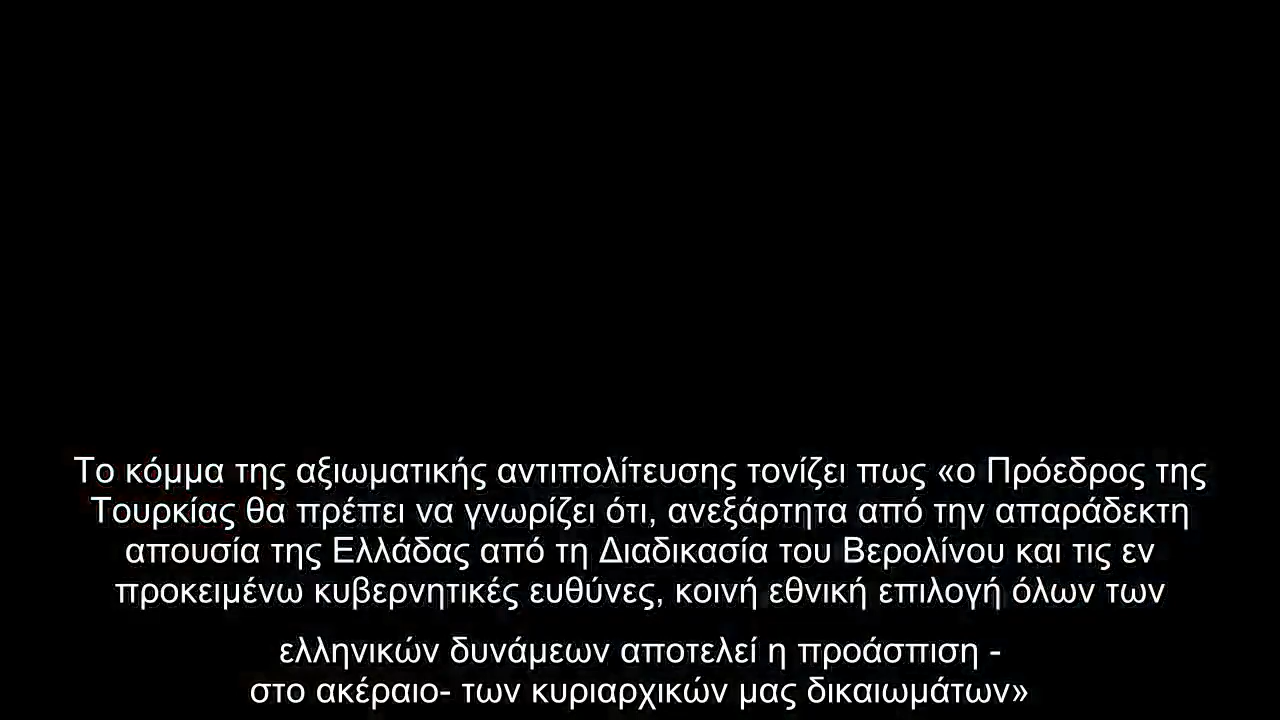 Το κόμμα της αξιωματικής αντιπολίτευσης τονίζει πως «ο Πρόεδρος της
Τουρκίας θα πρέπει να γνωρίζει ότι, ανεξάρτητα από την απαράδεκτη
απουσία της Ελλάδας από τη Διαδικασία του Βερολίνου και τις εν
προκειμένω κυβερνητικές ευθύνες, κοινή εθνική επιλογή όλων των
ελληνικών δυνάμεων αποτελεί η προάσπιση -
στο ακέραιο- των κυριαρχικών μας δικαιωμάτων»